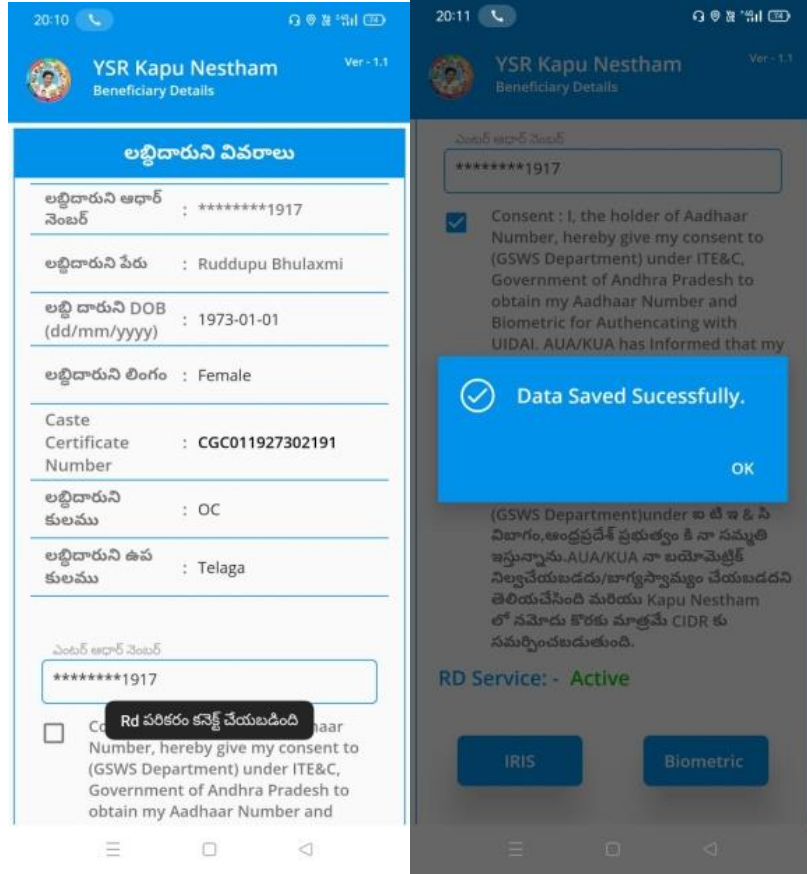 20:10
74
YSR Kapu Nestham
Ver - 1.1
Beneficiary Details
లబ్ధిదారుని వివరాలు
లబ్ధిదారుని ఆధార్
నెంబర్
: ********1917
లబ్ధిదారుని పేరు : Ruddupu Bhulaxmi
లబ్ధి దారుని DOB
(dd/mm/yyyy)
: 1973-01-01
లబ్ధిదారుని లింగం : Female
Caste
Certificate
Number
: CGC011927302191
లబ్ధిదారుని
కులము
: OC
లబ్ధిదారుని ఉప
కులము
: Telaga
ఎంటర్ ఆధార్ నెంబర్
********1917
Rd పరికరం కనెక్ట్ చేయబడింది
Number, hereby give my consent to
(GSWS Department) under ITE&C,
Government of Andhra Pradesh to
obtain my Aadhaar Number and
20:11
74
YSR Kapu Nestham
Ver - 1.1
Beneficiary Details
ఎంటర్ ఆధార్ నెంబర్
********1917
Consent : I, the holder of Aadhaar
Number, hereby give my consent to
(GSWS Department) under ITE&C,
Government of Andhra Pradesh to
obtain my Aadhaar Number and
Biometric for Authencating with
UIDAI. AUA/KUA has Informed that my
Data Saved Sucessfully.
OK
(GSWS Department)under ఐ టి ఇ & సి
విభాగం,ఆంధ్రప్రదేశ్ ప్రభుత్వం కి నా సమ్మతి
ఇస్తున్నాను.AUA/KUA నా బయోమెట్రిక్
నిల్వచేయబడదు/భాగ్యస్వామ్యం చేయబడదని
తెలియచేసింది మరియు Kapu Nestham
లో నమోదు కొరకు మాత్రమే CIDR కు
సమర్పించబడుతుంది.
RD Service: - Active
IRIS
Biometric